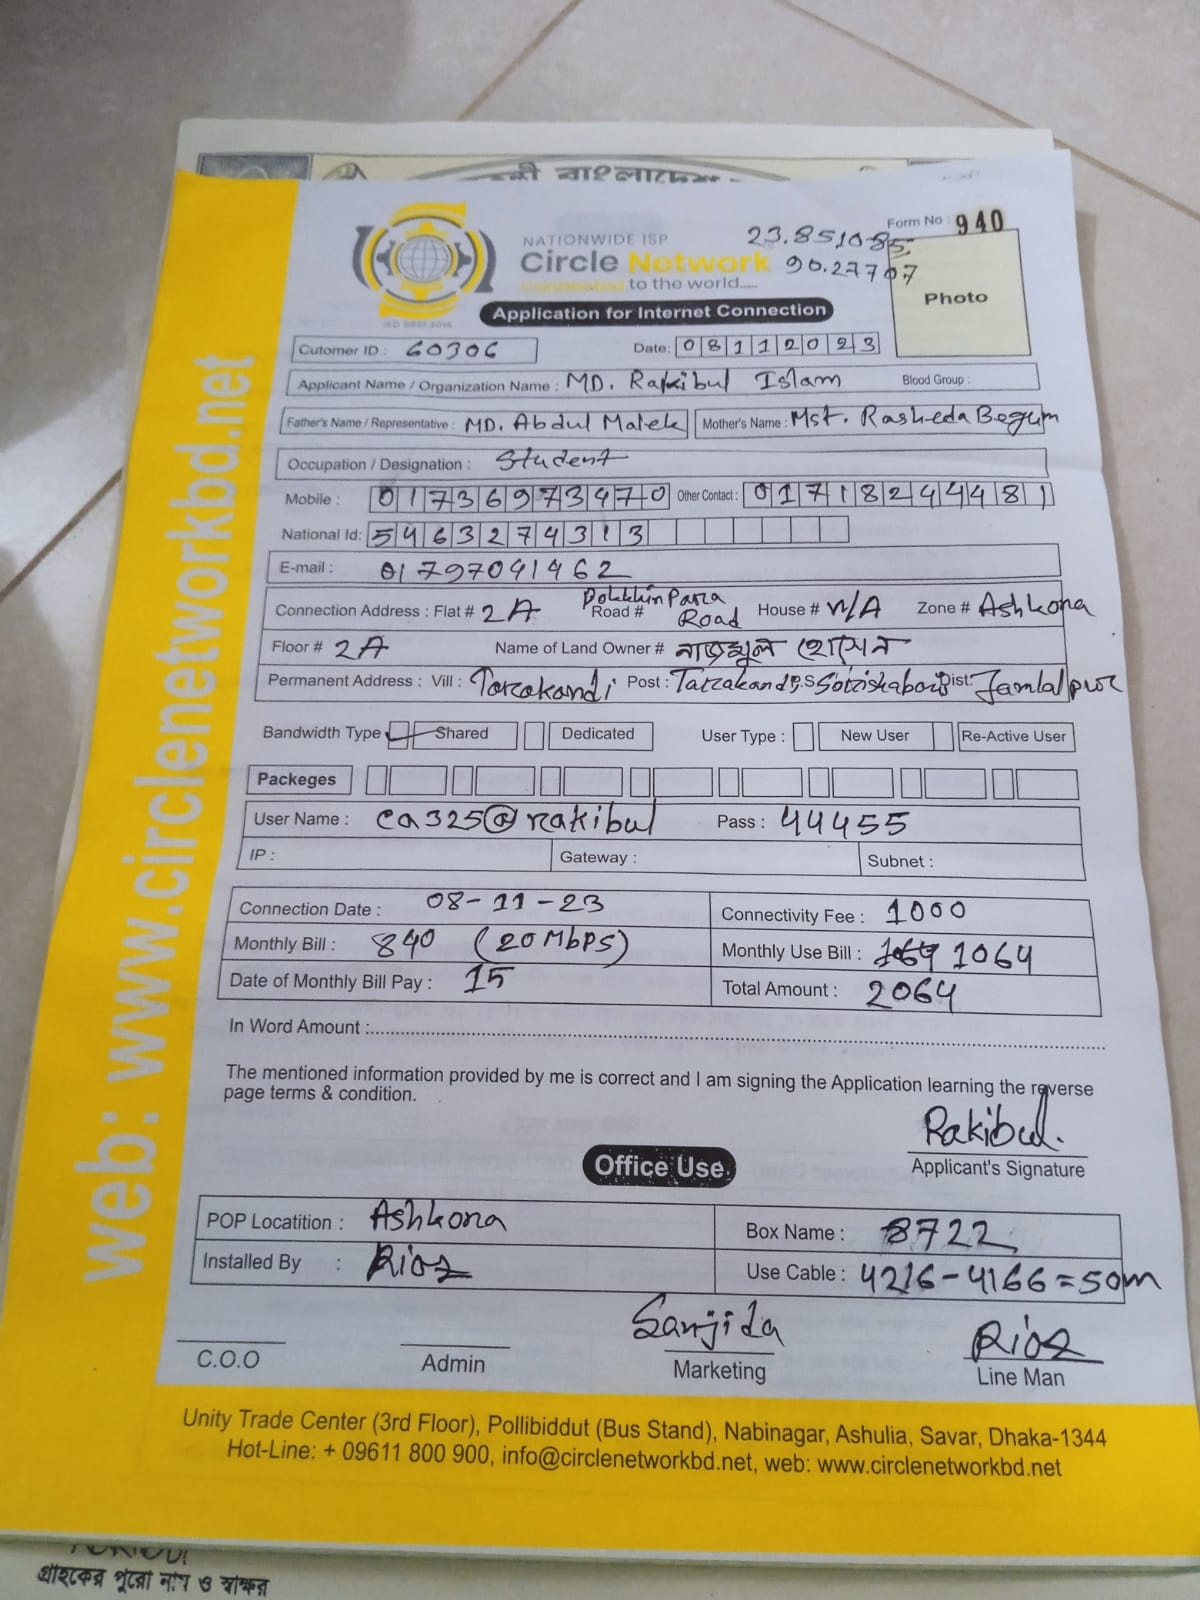 বাংলাদেশ
Form No : 940
23.851085
90.27707
NATIONWIDE ISP
Circle Network
Connected to the world.....
ISO 9001:2015
Photo
Application for Internet Connection
Cutomer ID : 60306 Date: 08112023
Applicant Name / Organization Name : MD. Rakibul Islam Blood Group :
Father's Name / Representative : MD. Abdul Malek Mother's Name : Mst. Rasheda Begum
Occupation / Designation : Student
Mobile : 01736973470 Other Contact : 01718244481
National Id: 5463274313
E-mail : 01797041462
Connection Address : Flat # 2A Road # Dokkhin Para Road House # N/A Zone # Ashkona
Floor # 2A Name of Land Owner # নাজমুল হোসেন
Permanent Address : Vill : Tarakandi Post : Tarakandi P.S Sorishabari Dist: Jamalpur
Bandwidth Type Shared Dedicated User Type : New User Re-Active User
Packeges
User Name : ca325@rakibul Pass : 44455
IP : Gateway : Subnet :
Connection Date : 08-11-23 Connectivity Fee : 1000
Monthly Bill : 840 (20Mbps) Monthly Use Bill : 1064
Date of Monthly Bill Pay : 15 Total Amount : 2064
In Word Amount :
The mentioned information provided by me is correct and I am signing the Application learning the reverse
page terms & condition.
Rakibul.
Applicant's Signature
Office Use.
POP Locatition : Ashkona Box Name : 8722
Installed By : Riaz Use Cable : 4216-4166=50m
Sanjida Riaz
C.O.O Admin Marketing Line Man
Unity Trade Center (3rd Floor), Pollibiddut (Bus Stand), Nabinagar, Ashulia, Savar, Dhaka-1344
Hot-Line: + 09611 800 900, info@circlenetworkbd.net, web: www.circlenetworkbd.net
web: www.circlenetworkbd.net
গ্রাহকের পুরো নাম ও স্বাক্ষর